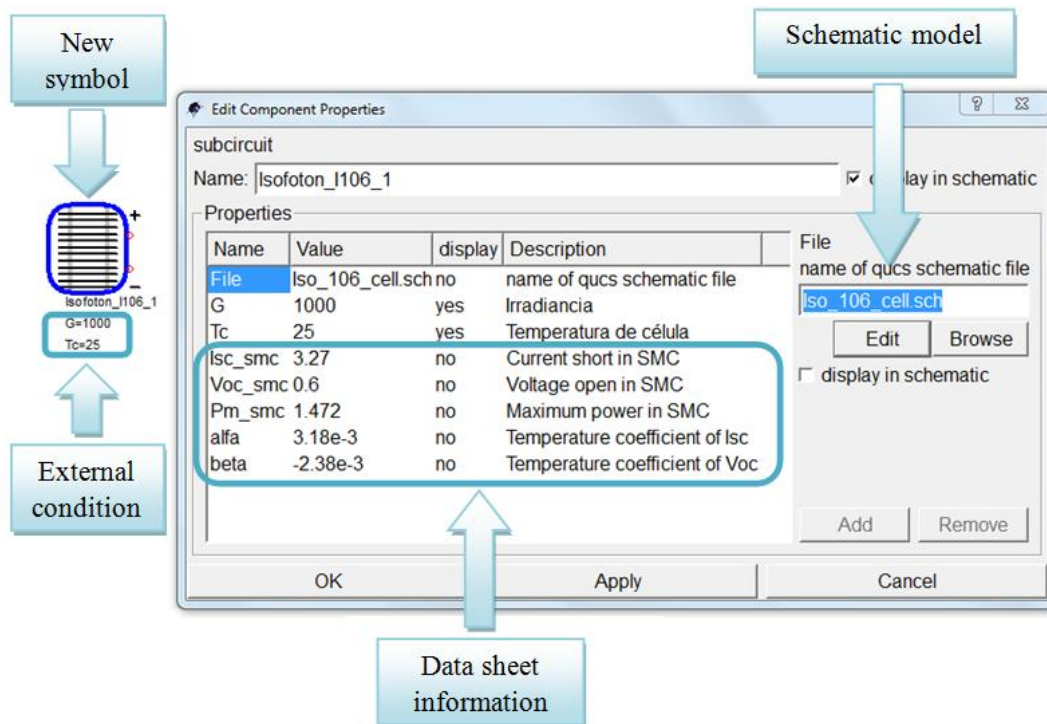 New
symbol
Schematic model
Edit Component Properties
subcircuit
Name: Isofoton_I106_1
display in schematic
Properties
Name Value display Description
File Iso_106_cell.sch no name of qucs schematic file
G 1000 yes Irradiancia
Tc 25 yes Temperatura de célula
Isc_smc 3.27 no Current short in SMC
Voc_smc 0.6 no Voltage open in SMC
Pm_smc 1.472 no Maximum power in SMC
alfa 3.18e-3 no Temperature coefficient of Isc
beta -2.38e-3 no Temperature coefficient of Voc
File
name of qucs schematic file
Iso_106_cell.sch
Edit Browse
display in schematic
Add Remove
OK Apply Cancel
+
−
Isofoton_I106_1
G=1000
Tc=25
External
condition
Data sheet
information